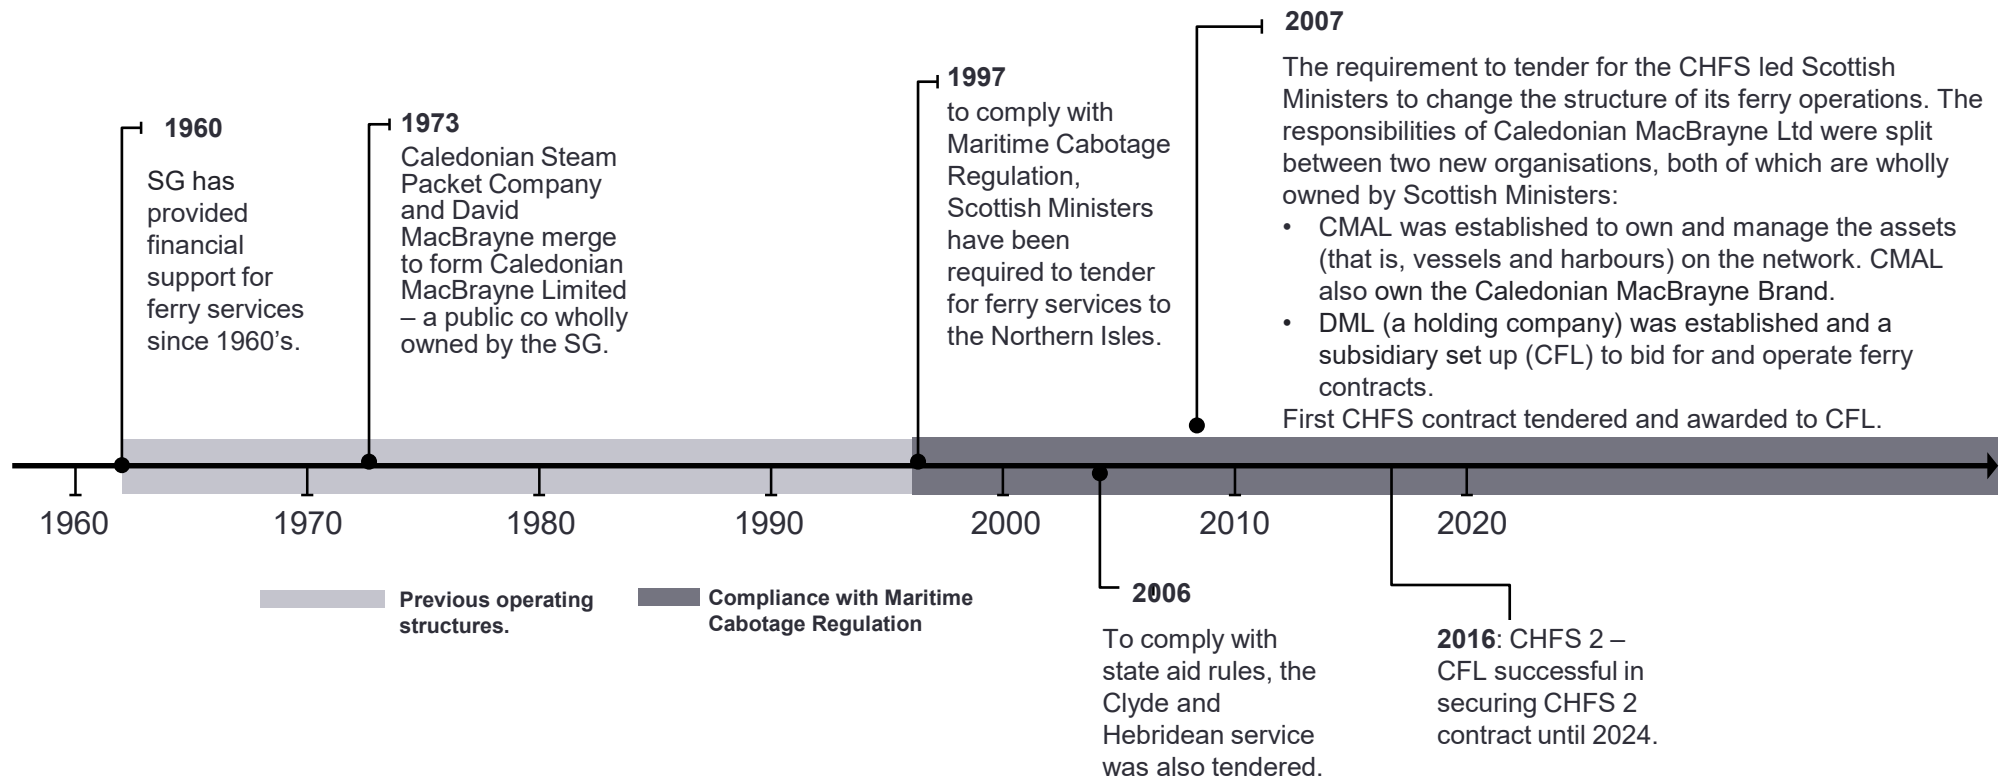 1960
SG has
provided
financial
support for
ferry services
since 1960’s.
1973
Caledonian Steam
Packet Company
and David
MacBrayne merge
to form Caledonian
MacBrayne Limited
– a public co wholly
owned by the SG.
1997
to comply with
Maritime Cabotage
Regulation,
Scottish Ministers
have been
required to tender
for ferry services to
the Northern Isles.
2007
The requirement to tender for the CHFS led Scottish
Ministers to change the structure of its ferry operations. The
responsibilities of Caledonian MacBrayne Ltd were split
between two new organisations, both of which are wholly
owned by Scottish Ministers:
• CMAL was established to own and manage the assets
(that is, vessels and harbours) on the network. CMAL
also own the Caledonian MacBrayne Brand.
• DML (a holding company) was established and a
subsidiary set up (CFL) to bid for and operate ferry
contracts.
First CHFS contract tendered and awarded to CFL.
1960 1970 1980 1990 2000 2010 2020
Previous operating
structures.
Compliance with Maritime
Cabotage Regulation
2006
To comply with
state aid rules, the
Clyde and
Hebridean service
was also tendered.
2016: CHFS 2 –
CFL successful in
securing CHFS 2
contract until 2024.